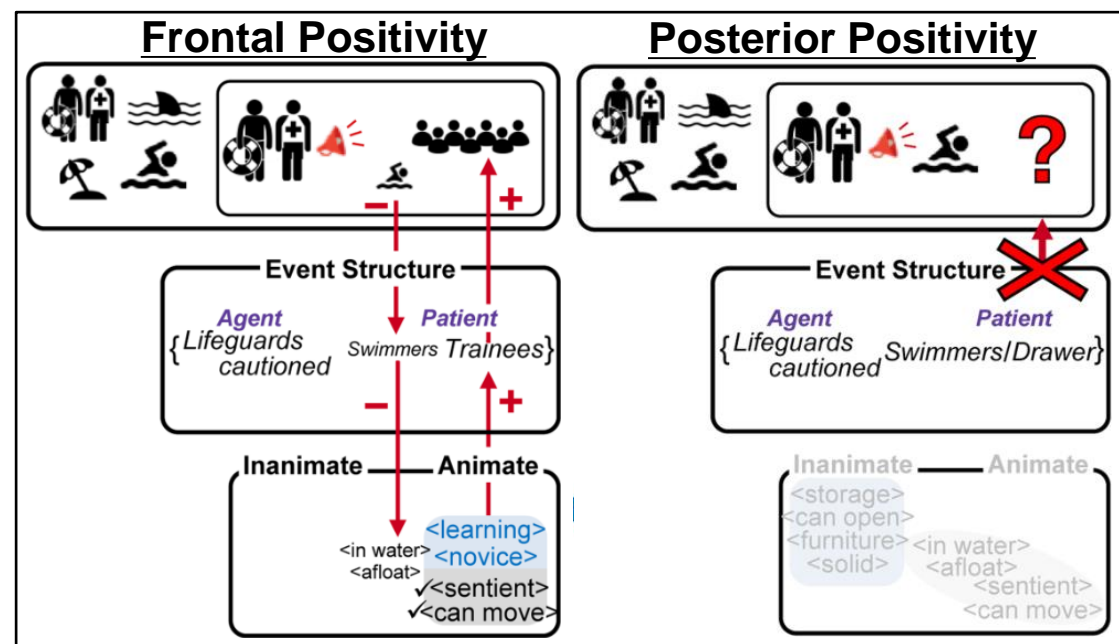 Frontal Positivity
−
+
Event Structure
Agent Patient
{Lifeguards cautioned Swimmers Trainees}
−
+
Inanimate Animate
<learning>
<novice>
<in water>
<afloat>
✓<sentient>
✓<can move>
Posterior Positivity
?
Event Structure
Agent Patient
{Lifeguards cautioned Swimmers/Drawer}
Inanimate Animate
<storage>
<can open>
<furniture>
<solid>
<in water>
<afloat>
<sentient>
<can move>